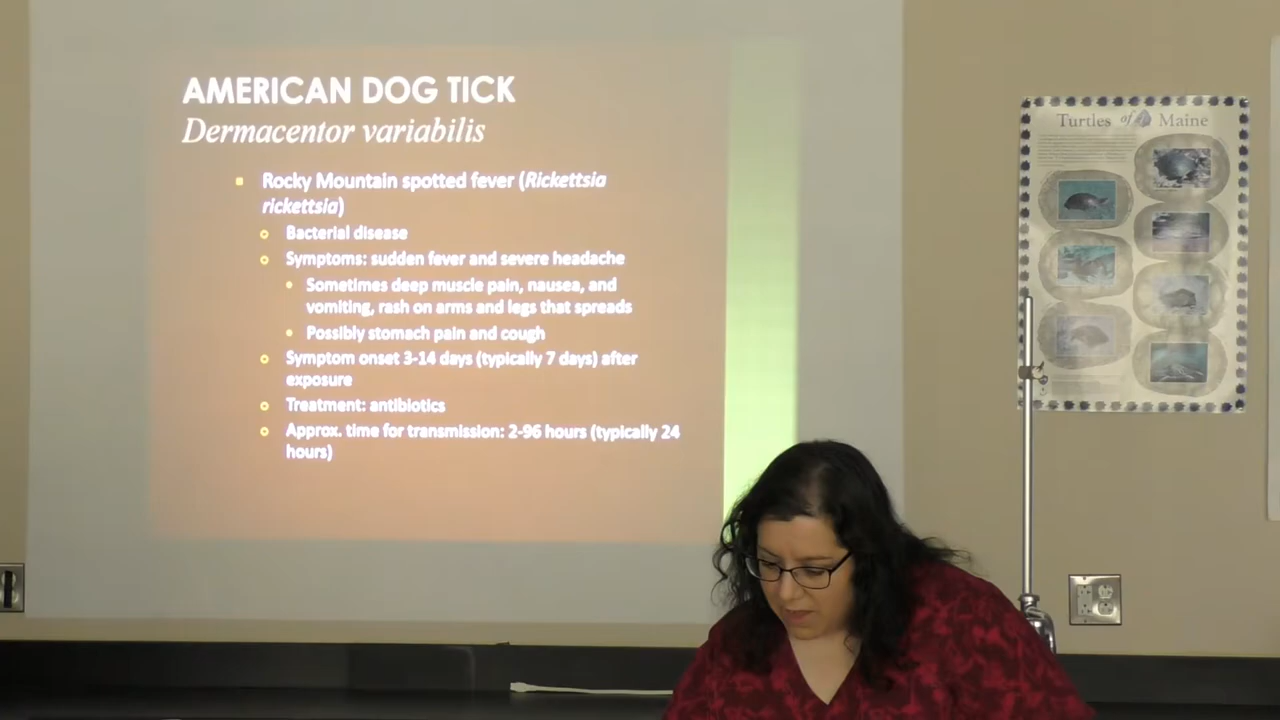 AMERICAN DOG TICK
Dermacentor variabilis
Rocky Mountain spotted fever (Rickettsia
rickettsia)
Bacterial disease
Symptoms: sudden fever and severe headache
Sometimes deep muscle pain, nausea, and
vomiting, rash on arms and legs that spreads
Possibly stomach pain and cough
Symptom onset 3-14 days (typically 7 days) after
exposure
Treatment: antibiotics
Approx. time for transmission: 2-96 hours (typically 24
hours)
Turtles of Maine